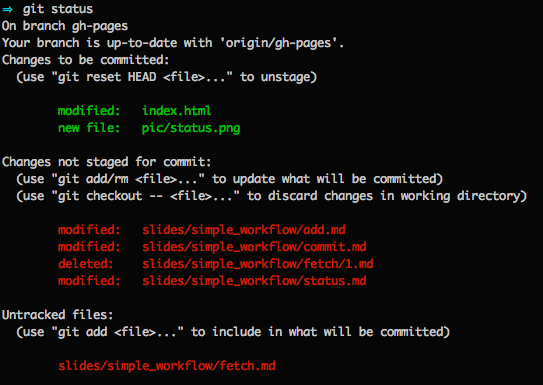 ⇒ git status
On branch gh-pages
Your branch is up-to-date with 'origin/gh-pages'.
Changes to be committed:
  (use "git reset HEAD <file>..." to unstage)

        modified:   index.html
        new file:   pic/status.png

Changes not staged for commit:
  (use "git add/rm <file>..." to update what will be committed)
  (use "git checkout -- <file>..." to discard changes in working directory)

        modified:   slides/simple_workflow/add.md
        modified:   slides/simple_workflow/commit.md
        deleted:    slides/simple_workflow/fetch/1.md
        modified:   slides/simple_workflow/status.md

Untracked files:
  (use "git add <file>..." to include in what will be committed)

        slides/simple_workflow/fetch.md